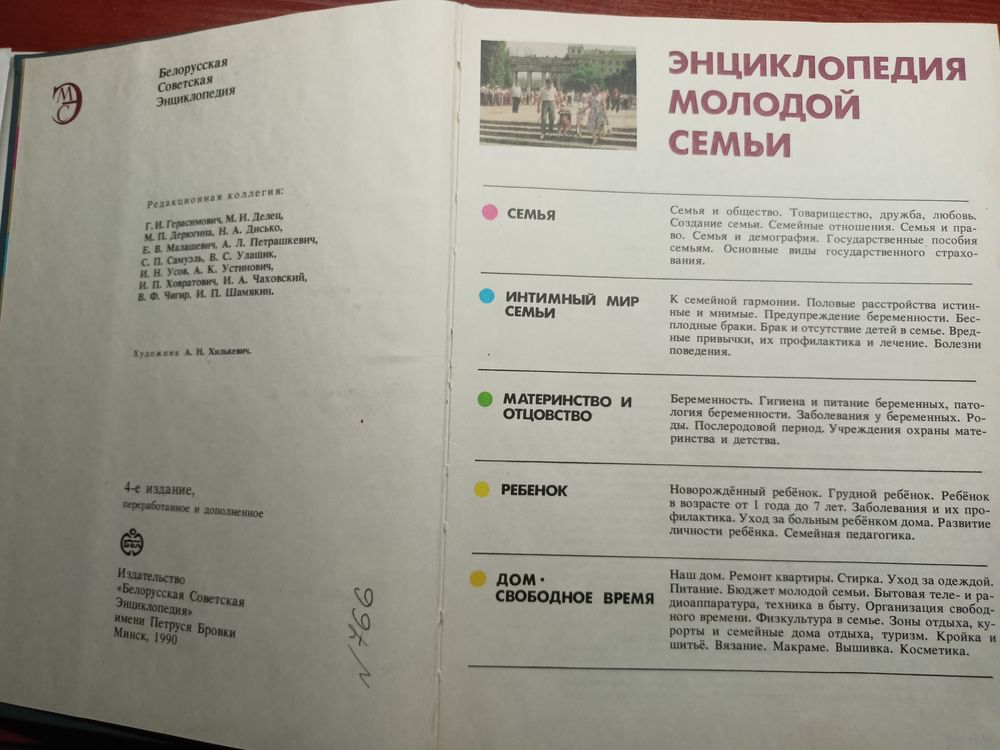 Белорусская
Советская
Энциклопедия
Редакционная коллегия:
Г. И. Герасимович, М. И. Делец,
М. П. Дерюгина, Н. А. Дисько,
Е. В. Малашевич, А. Л. Петрашкевич,
С. П. Самуэль, В. С. Улащик,
И. Н. Усов, А. К. Устинович,
И. П. Ховратович, И. А. Чаховский,
В. Ф. Чигир, И. П. Шамякин.
Художник А. Н. Хилькевич.
4-е издание,
переработанное и дополненное
БелСЭ
Издательство
«Белорусская Советская
Энциклопедия»
имени Петруся Бровки
Минск, 1990
N 766
ЭНЦИКЛОПЕДИЯ
МОЛОДОЙ
СЕМЬИ
СЕМЬЯ
Семья и общество. Товарищество, дружба, любовь.
Создание семьи. Семейные отношения. Семья и пра-
во. Семья и демография. Государственные пособия
семьям. Основные виды государственного страхо-
вания.
ИНТИМНЫЙ МИР
СЕМЬИ
К семейной гармонии. Половые расстройства истин-
ные и мнимые. Предупреждение беременности. Бес-
плодные браки. Брак и отсутствие детей в семье. Вред-
ные привычки, их профилактика и лечение. Болезни
поведения.
МАТЕРИНСТВО И
ОТЦОВСТВО
Беременность. Гигиена и питание беременных, пато-
логия беременности. Заболевания у беременных. Ро-
ды. Послеродовой период. Учреждения охраны мате-
ринства и детства.
РЕБЕНОК
Новорождённый ребёнок. Грудной ребёнок. Ребёнок
в возрасте от 1 года до 7 лет. Заболевания и их про-
филактика. Уход за больным ребёнком дома. Развитие
личности ребёнка. Семейная педагогика.
ДОМ·
СВОБОДНОЕ ВРЕМЯ
Наш дом. Ремонт квартиры. Стирка. Уход за одеждой.
Питание. Бюджет молодой семьи. Бытовая теле- и ра-
диоаппаратура, техника в быту. Организация свобод-
ного времени. Физкультура в семье. Зоны отдыха, ку-
рорты и семейные дома отдыха, туризм. Кройка и
шитьё. Вязание. Макраме. Вышивка. Косметика.